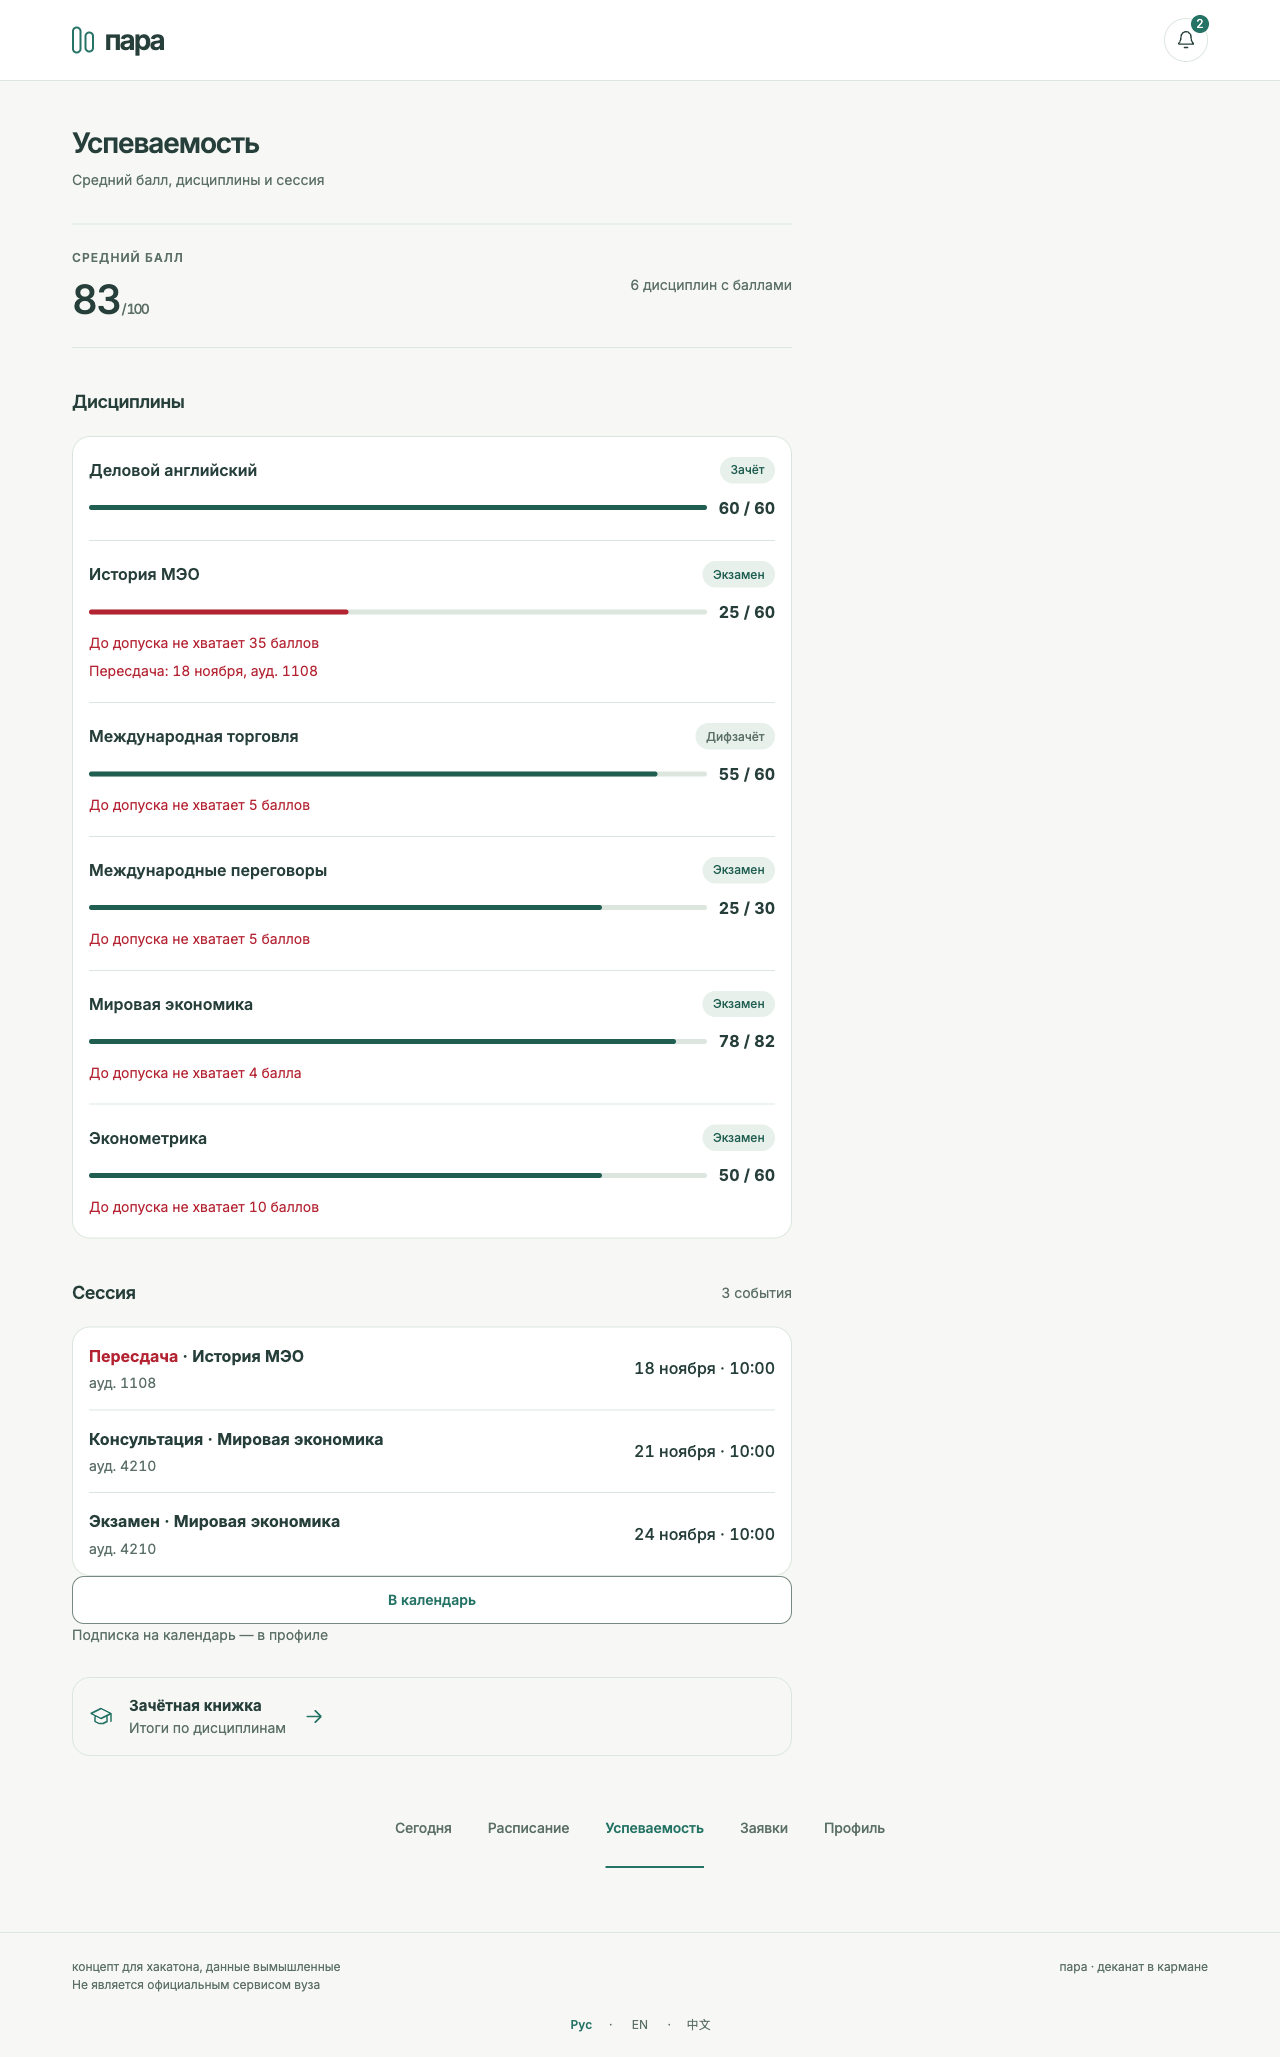 пара
2
Успеваемость
Средний балл, дисциплины и сессия
СРЕДНИЙ БАЛЛ
83/100
6 дисциплин с баллами
Дисциплины
Деловой английский
Зачёт
60 / 60
История МЭО
Экзамен
25 / 60
До допуска не хватает 35 баллов
Пересдача: 18 ноября, ауд. 1108
Международная торговля
Дифзачёт
55 / 60
До допуска не хватает 5 баллов
Международные переговоры
Экзамен
25 / 30
До допуска не хватает 5 баллов
Мировая экономика
Экзамен
78 / 82
До допуска не хватает 4 балла
Эконометрика
Экзамен
50 / 60
До допуска не хватает 10 баллов
Сессия
3 события
Пересдача · История МЭО
ауд. 1108
18 ноября · 10:00
Консультация · Мировая экономика
ауд. 4210
21 ноября · 10:00
Экзамен · Мировая экономика
ауд. 4210
24 ноября · 10:00
В календарь
Подписка на календарь — в профиле
Зачётная книжка
Итоги по дисциплинам
Сегодня Расписание Успеваемость Заявки Профиль
концепт для хакатона, данные вымышленные
Не является официальным сервисом вуза
пара · деканат в кармане
Рус · EN · 中文